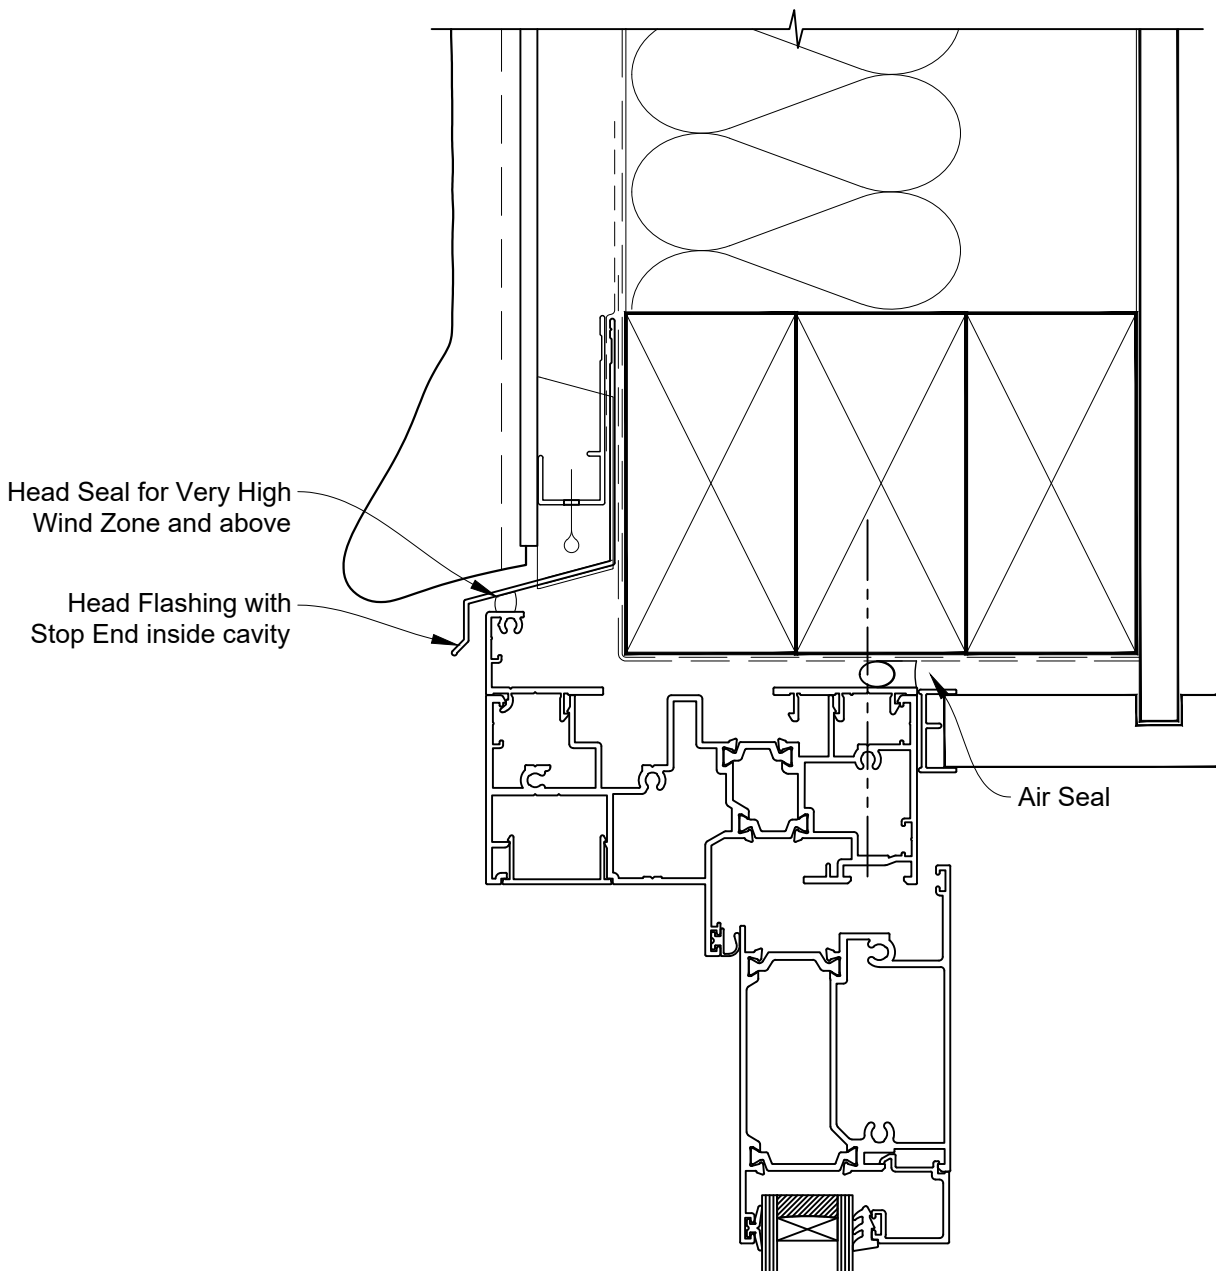 Head Seal for Very High
Wind Zone and above
Head Flashing with
Stop End inside cavity
Air Seal